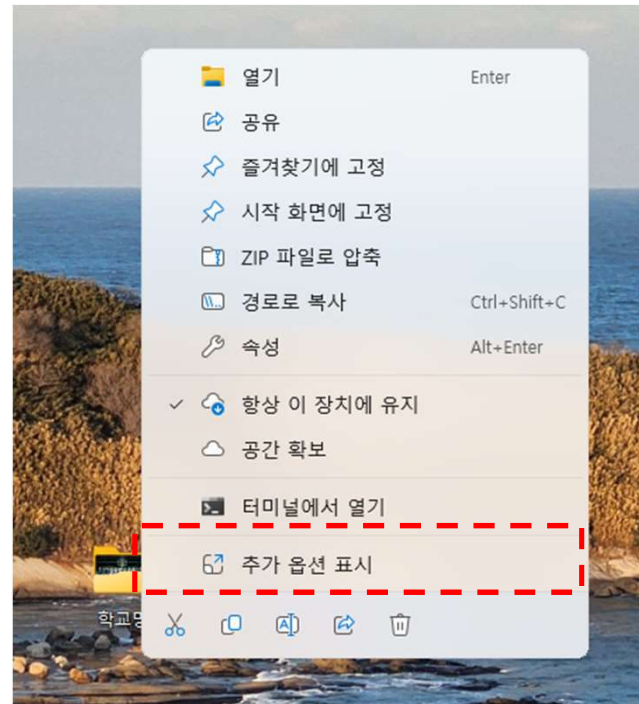 열기 Enter
공유
즐겨찾기에 고정
시작 화면에 고정
ZIP 파일로 압축
경로로 복사 Ctrl+Shift+C
속성 Alt+Enter
항상 이 장치에 유지
공간 확보
터미널에서 열기
추가 옵션 표시
학교명